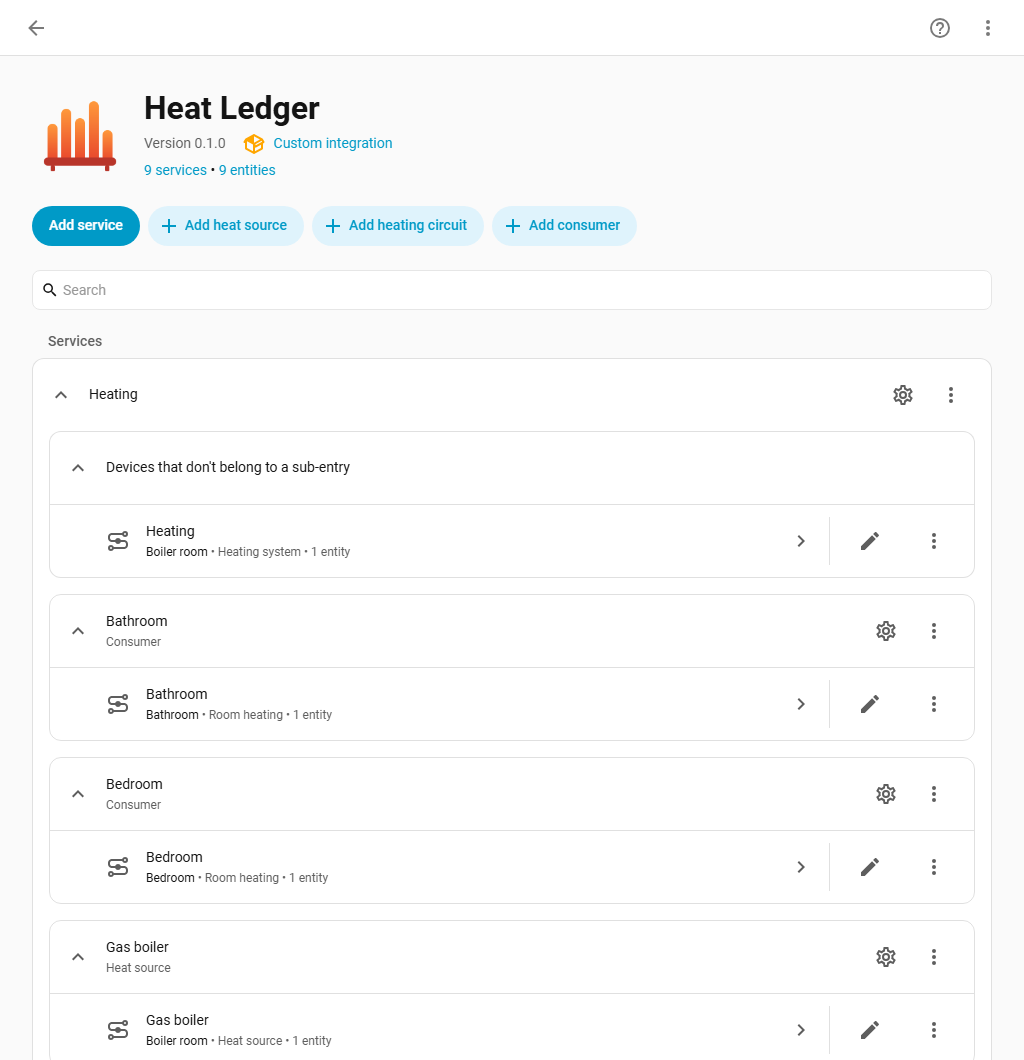 Heat Ledger
Version 0.1.0 Custom integration
9 services • 9 entities
Add service Add heat source Add heating circuit Add consumer
Search
Services
Heating
Devices that don't belong to a sub-entry
Heating
Boiler room • Heating system • 1 entity
Bathroom
Consumer
Bathroom
Bathroom • Room heating • 1 entity
Bedroom
Consumer
Bedroom
Bedroom • Room heating • 1 entity
Gas boiler
Heat source
Gas boiler
Boiler room • Heat source • 1 entity